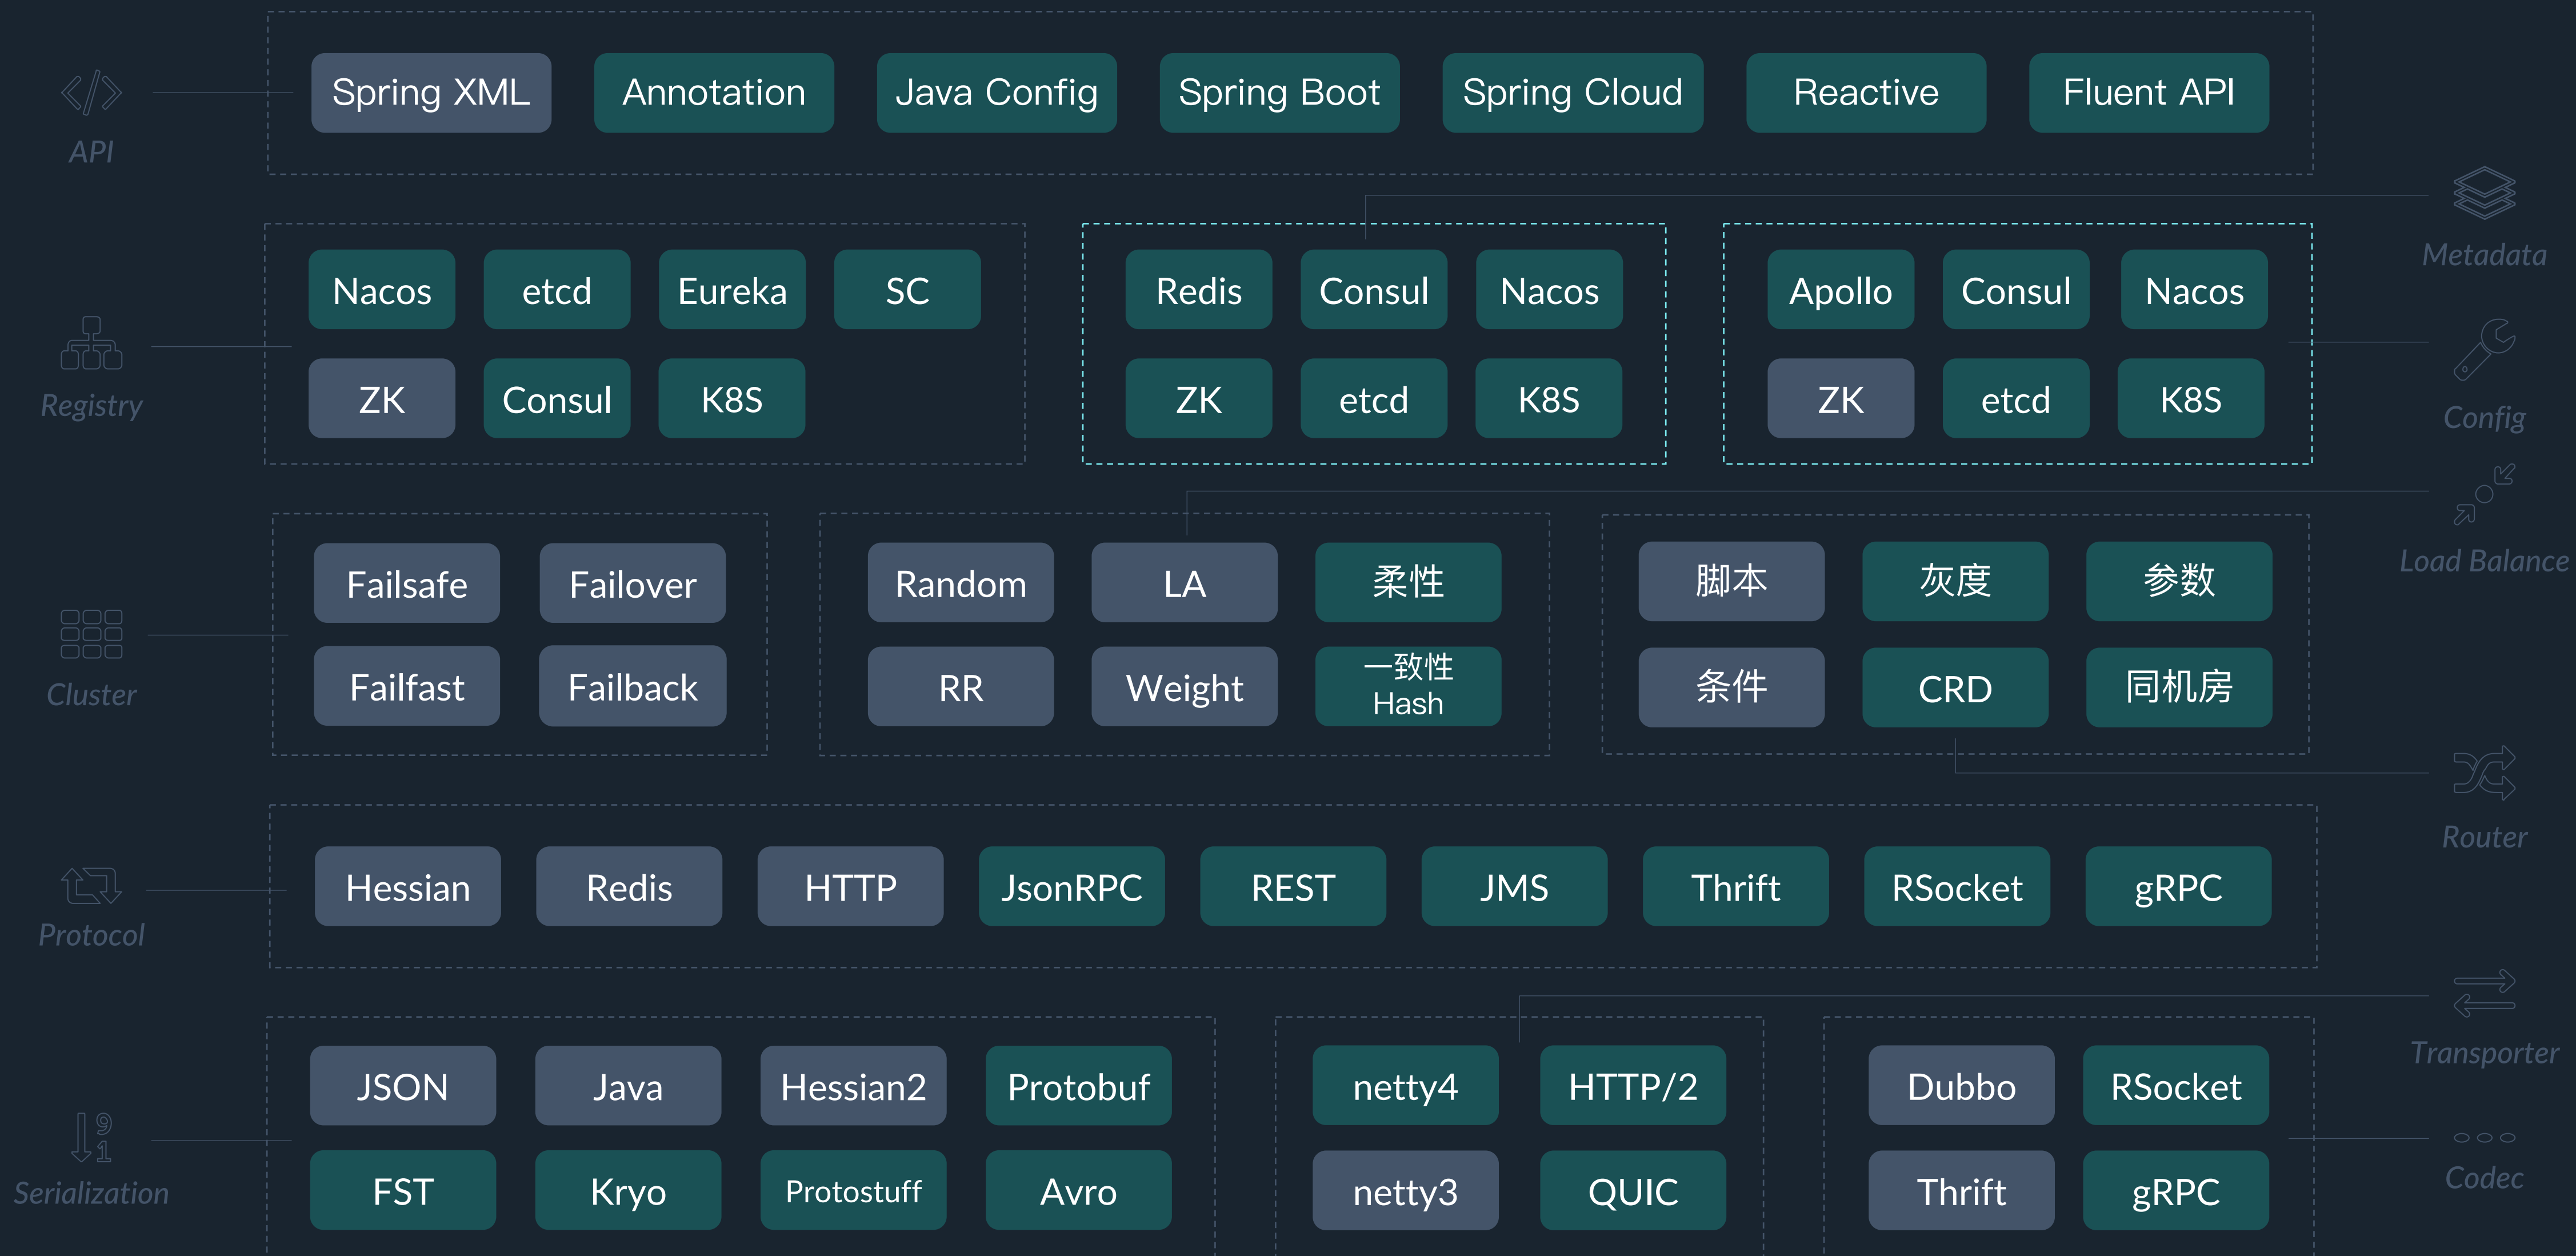 API
Spring XML
Annotation
Java Config
Spring Boot
Spring Cloud
Reactive
Fluent API
Registry
Nacos
etcd
Eureka
SC
ZK
Consul
K8S
Metadata
Redis
Consul
Nacos
ZK
etcd
K8S
Config
Apollo
Consul
Nacos
ZK
etcd
K8S
Cluster
Failsafe
Failover
Failfast
Failback
Load Balance
Random
LA
柔性
RR
Weight
一致性
Hash
Router
脚本
灰度
参数
条件
CRD
同机房
Protocol
Hessian
Redis
HTTP
JsonRPC
REST
JMS
Thrift
RSocket
gRPC
Serialization
91
JSON
Java
Hessian2
Protobuf
FST
Kryo
Protostuff
Avro
Transporter
netty4
HTTP/2
netty3
QUIC
Codec
Dubbo
RSocket
Thrift
gRPC